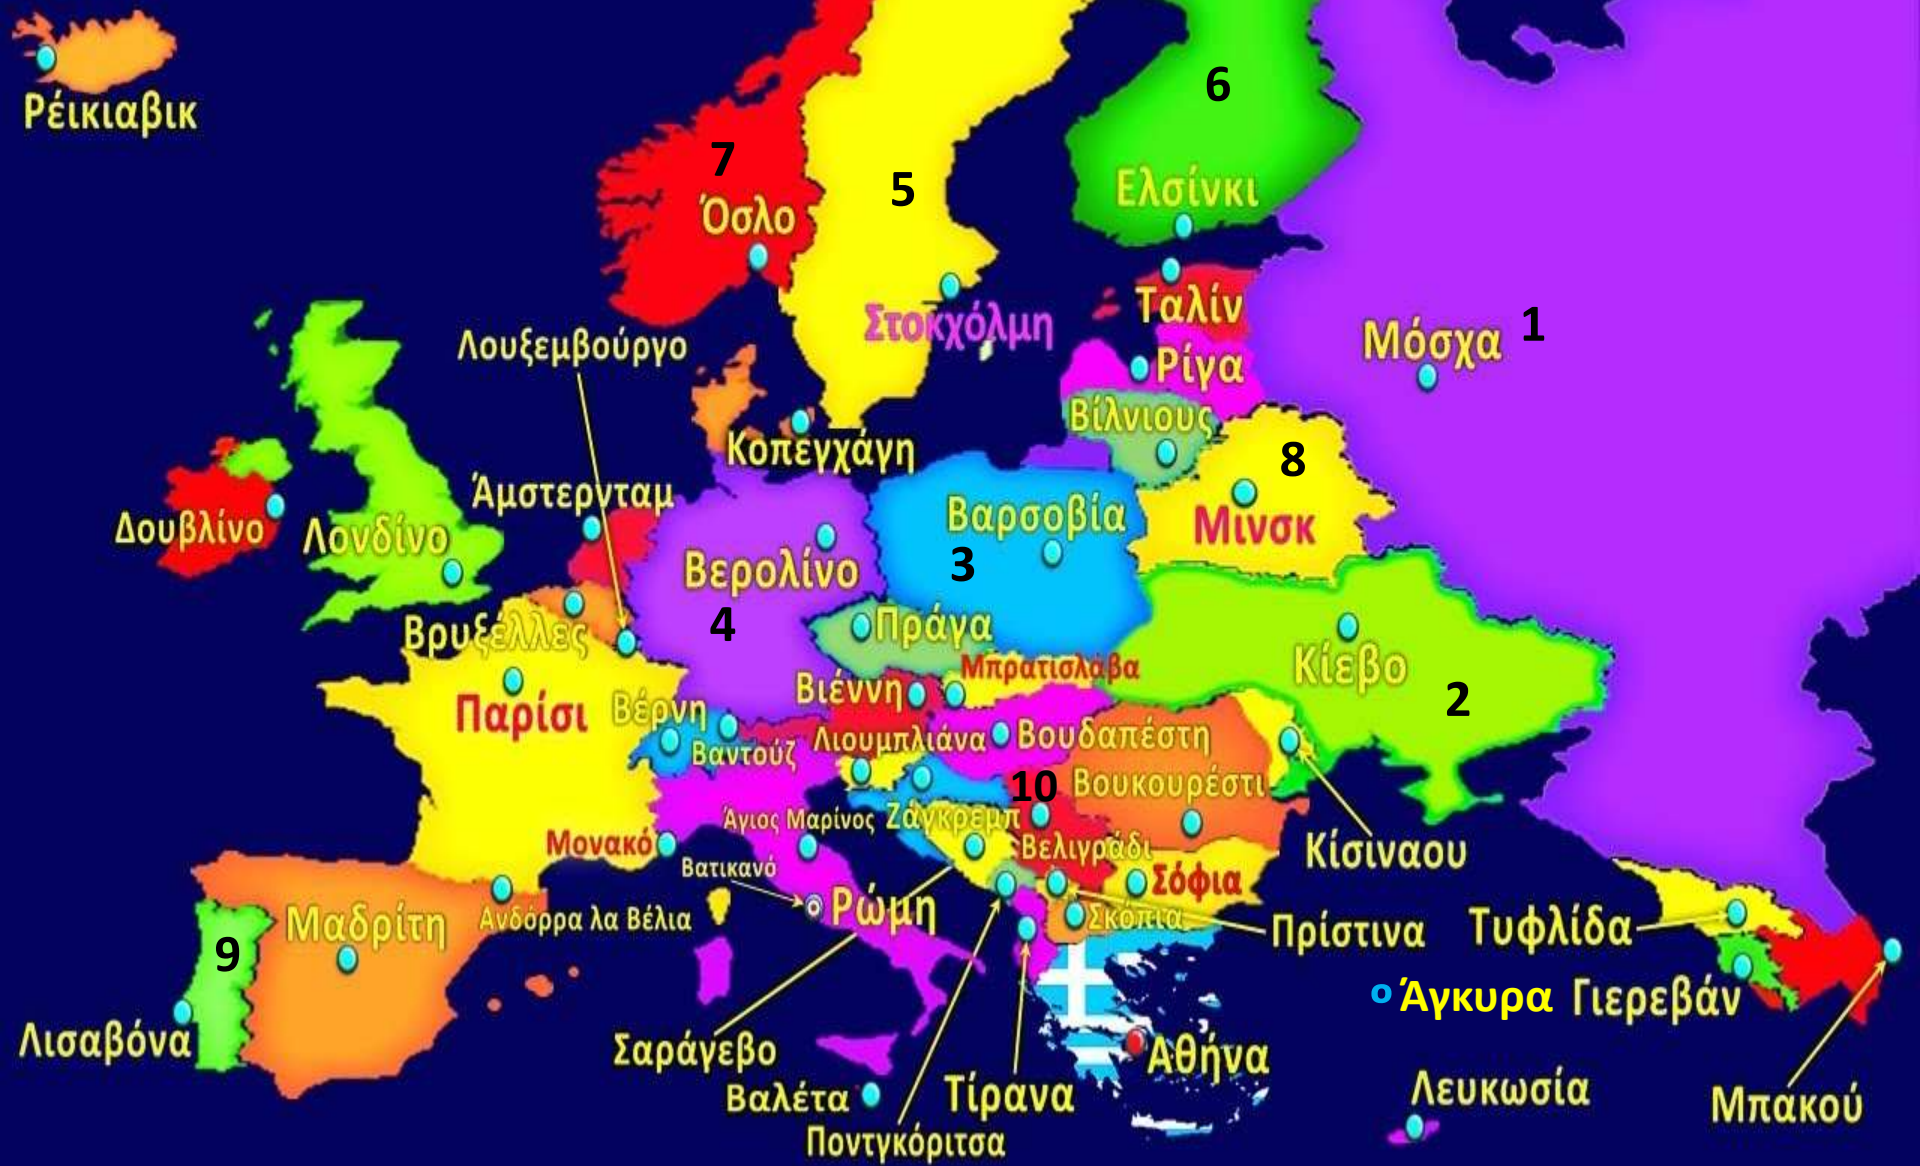 Ρέικιαβικ
6
7
5
Ελσίνκι
Όσλο
Ταλίν
Στοκχόλμη
1
Μόσχα
Λουξεμβούργο
Ρίγα
Βίλνιους
Κοπεγχάγη
8
Άμστερνταμ
Βαρσοβία
Δουβλίνο
Λονδίνο
Μινσκ
Βερολίνο
3
4
Βρυξέλλες
Πράγα
Κίεβο
Μπρατισλάβα
Βιέννη
2
Παρίσι
Βέρνη
Βαντούζ
Λιουμπλιάνα
Βουδαπέστη
10
Βουκουρέστι
Άγιος Μαρίνος
Ζάγκρεμπ
Μονακό
Βελιγράδι
Κίσιναου
Βατικανό
Σόφια
Ρώμη
Μαδρίτη
Ανδόρρα λα Βέλια
Σκόπια
Πρίστινα
Τυφλίδα
9
Άγκυρα
Γιερεβάν
Λισαβόνα
Σαράγεβο
Αθήνα
Βαλέτα
Τίρανα
Λευκωσία
Μπακού
Ποντγκόριτσα